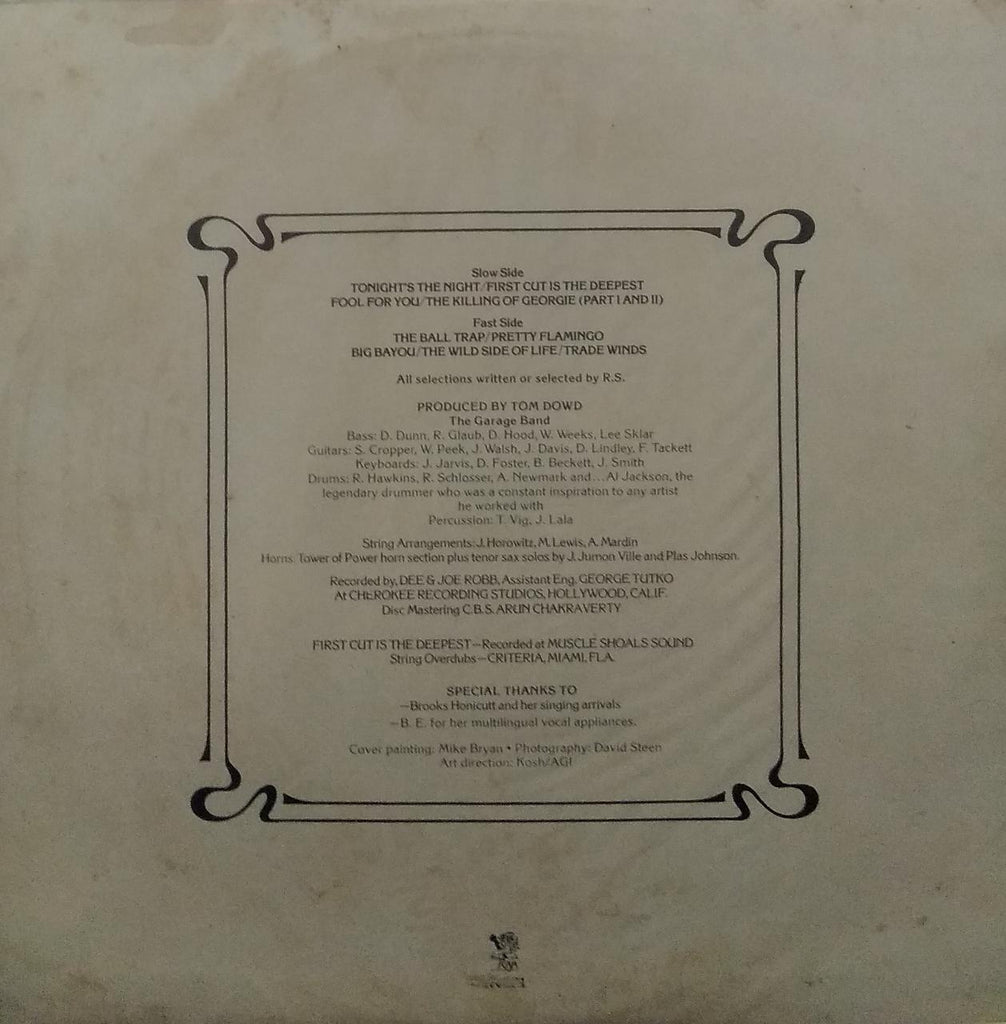 Slow Side
TONIGHT'S THE NIGHT/FIRST CUT IS THE DEEPEST
FOOL FOR YOU/THE KILLING OF GEORGIE (PART I AND II)
Fast Side
THE BALL TRAP/PRETTY FLAMINGO
BIG BAYOU/THE WILD SIDE OF LIFE/TRADE WINDS
All selections written or selected by R.S.
PRODUCED BY TOM DOWD
The Garage Band
Bass: D. Dunn, R. Glaub, D. Hood, W. Weeks, Lee Sklar
Guitars: S. Cropper, W. Peek, J. Walsh, J. Davis, D. Lindley, F. Tackett
Keyboards: J. Jarvis, D. Foster, B. Beckett, J. Smith
Drums: R. Hawkins, R. Schlosser, A. Newmark and...Al Jackson, the
legendary drummer who was a constant inspiration to any artist
he worked with
Percussion: T. Vig, J. Lala
String Arrangements: J. Horowitz, M. Lewis, A. Mardin
Horns: Tower of Power horn section plus tenor sax solos by J. Jumon Ville and Plas Johnson.
Recorded by, DEE & JOE ROBB, Assistant Eng. GEORGE TUTKO
At CHEROKEE RECORDING STUDIOS, HOLLYWOOD, CALIF.
Disc Mastering C.B.S. ARUN CHAKRAVERTY
FIRST CUT IS THE DEEPEST—Recorded at MUSCLE SHOALS SOUND
String Overdubs—CRITERIA, MIAMI, FLA.
SPECIAL THANKS TO
—Brooks Honicutt and her singing arrivals
—B. E. for her multilingual vocal appliances.
Cover painting: Mike Bryan • Photography: David Steen
Art direction: Kosh/AGI